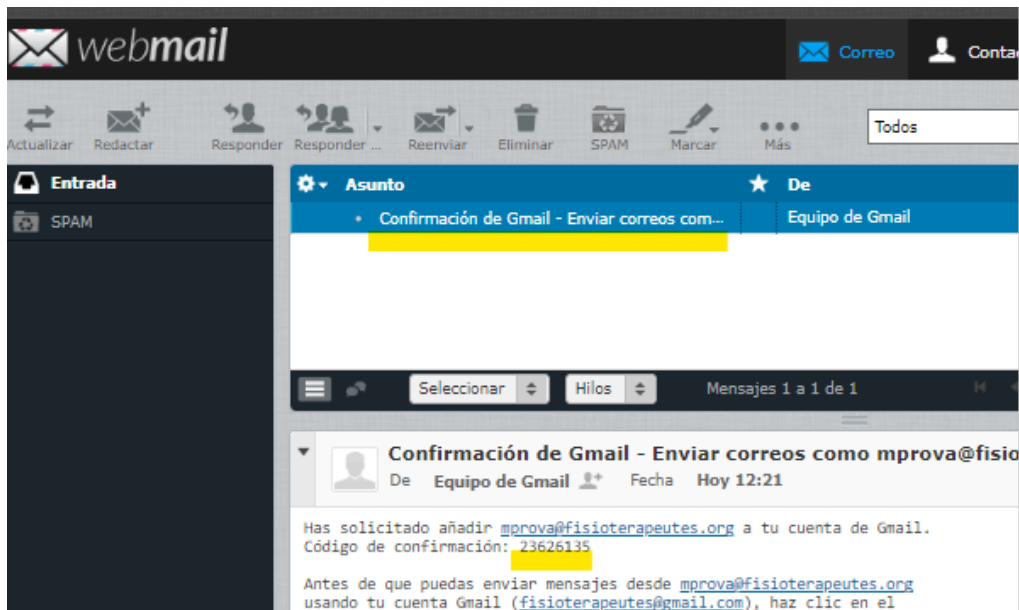 webmail
Correo
Conta
Actualizar Redactar Responder Responder ... Reenviar Eliminar SPAM Marcar Más
Todos
Entrada
SPAM
Asunto De
Confirmación de Gmail - Enviar correos com... Equipo de Gmail
Seleccionar Hilos Mensajes 1 a 1 de 1
Confirmación de Gmail - Enviar correos como mprova@fisio
De Equipo de Gmail Fecha Hoy 12:21
Has solicitado añadir mprova@fisioterapeutes.org a tu cuenta de Gmail.
Código de confirmación: 23626135
Antes de que puedas enviar mensajes desde mprova@fisioterapeutes.org
usando tu cuenta Gmail (fisioterapeutes@gmail.com), haz clic en el